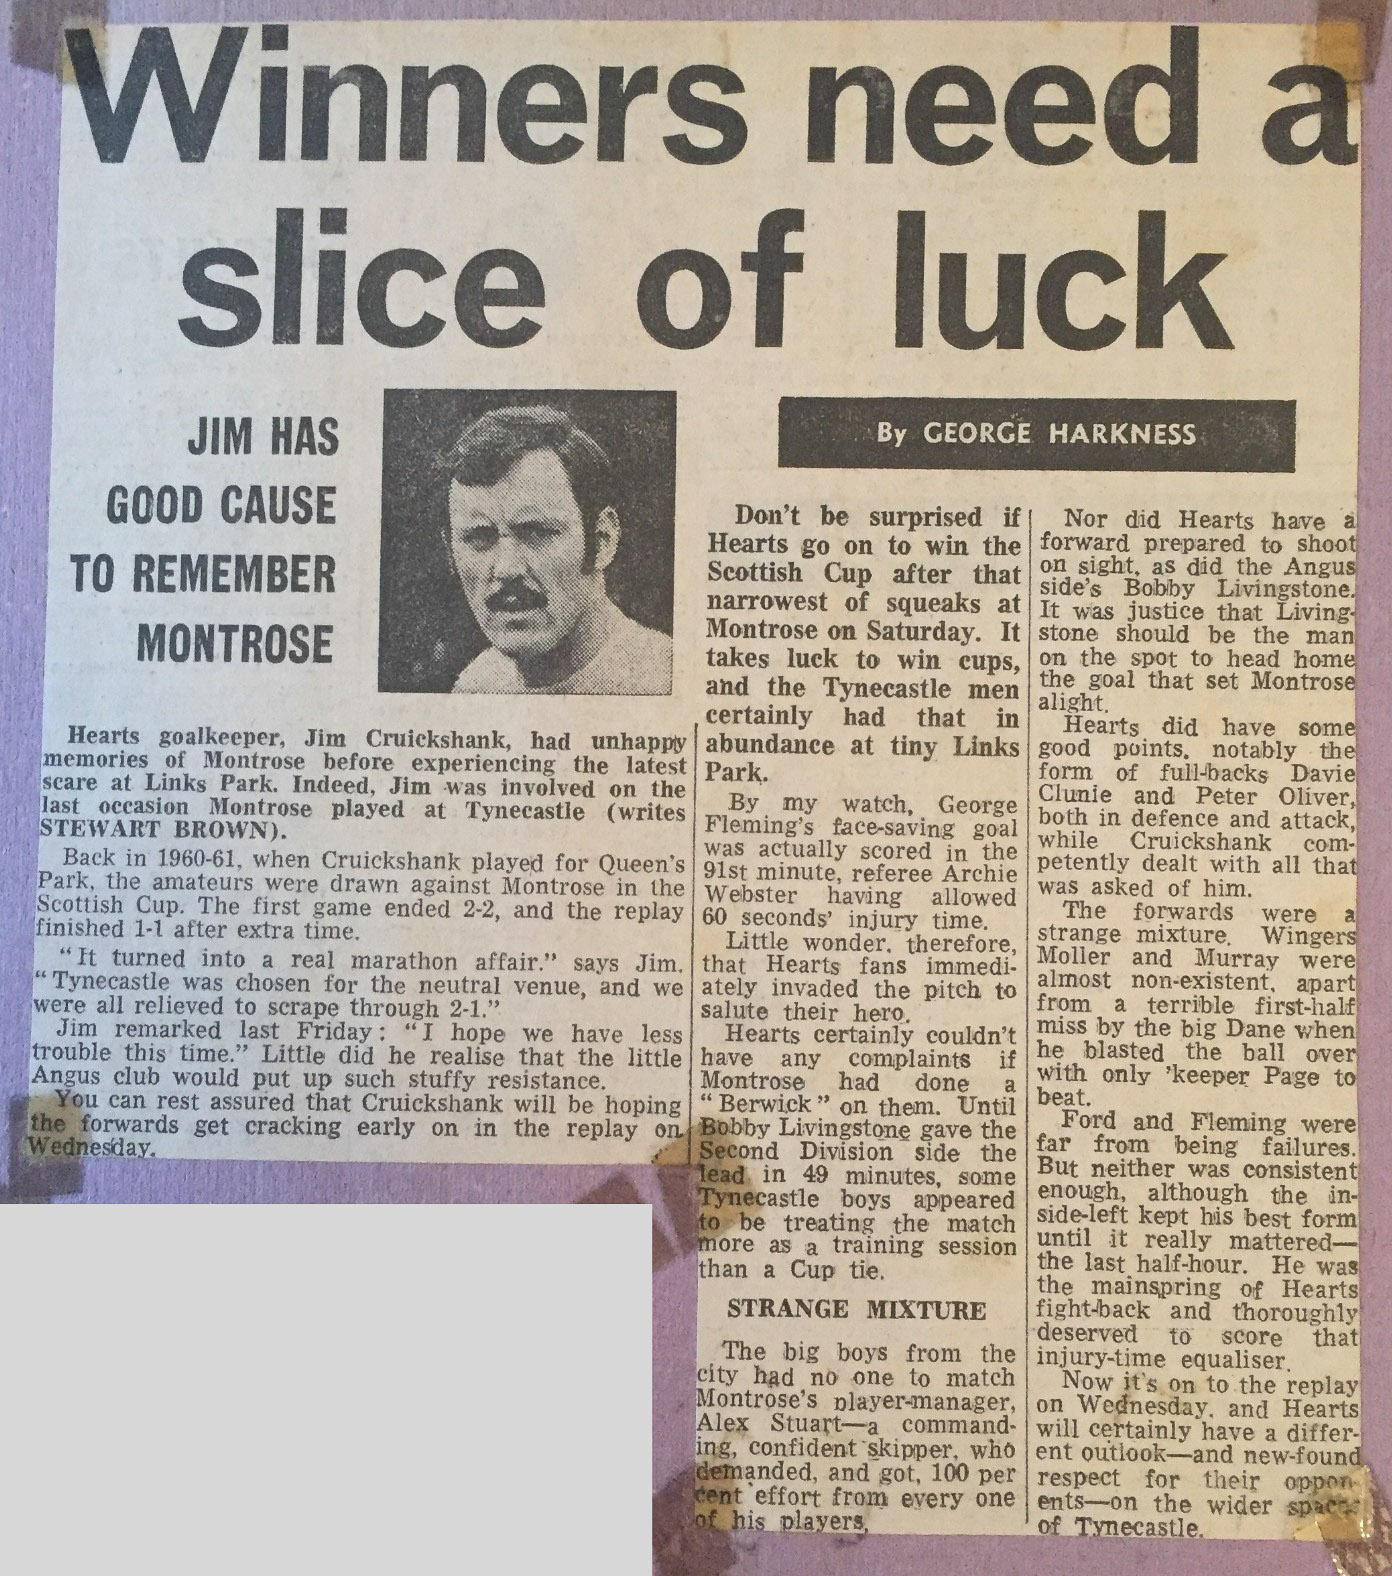 Winners need a
slice of luck
JIM HAS
GOOD CAUSE
TO REMEMBER
MONTROSE
Hearts goalkeeper, Jim Cruickshank, had unhappy
memories of Montrose before experiencing the latest
scare at Links Park. Indeed, Jim was involved on the
last occasion Montrose played at Tynecastle (writes
STEWART BROWN).
Back in 1960-61, when Cruickshank played for Queen's
Park, the amateurs were drawn against Montrose in the
Scottish Cup. The first game ended 2-2, and the replay
finished 1-1 after extra time.
"It turned into a real marathon affair." says Jim.
"Tynecastle was chosen for the neutral venue, and we
were all relieved to scrape through 2-1."
Jim remarked last Friday: "I hope we have less
trouble this time." Little did he realise that the little
Angus club would put up such stuffy resistance.
You can rest assured that Cruickshank will be hoping
the forwards get cracking early on in the replay on
Wednesday.
By GEORGE HARKNESS
Don't be surprised if
Hearts go on to win the
Scottish Cup after that
narrowest of squeaks at
Montrose on Saturday. It
takes luck to win cups,
and the Tynecastle men
certainly had that in
abundance at tiny Links
Park.
By my watch, George
Fleming's face-saving goal
was actually scored in the
91st minute, referee Archie
Webster having allowed
60 seconds' injury time.
Little wonder, therefore,
that Hearts fans immedi-
ately invaded the pitch to
salute their hero.
Hearts certainly couldn't
have any complaints if
Montrose had done a
"Berwick" on them. Until
Bobby Livingstone gave the
Second Division side the
lead in 49 minutes, some
Tynecastle boys appeared
to be treating the match
more as a training session
than a Cup tie.
STRANGE MIXTURE
The big boys from the
city had no one to match
Montrose's player-manager,
Alex Stuart—a command-
ing, confident skipper, who
demanded, and got, 100 per
cent effort from every one
of his players.
Nor did Hearts have a
forward prepared to shoot
on sight, as did the Angus
side's Bobby Livingstone.
It was justice that Living-
stone should be the man
on the spot to head home
the goal that set Montrose
alight.
Hearts did have some
good points, notably the
form of full-backs Davie
Clunie and Peter Oliver,
both in defence and attack,
while Cruickshank com-
petently dealt with all that
was asked of him.
The forwards were a
strange mixture. Wingers
Moller and Murray were
almost non-existent, apart
from a terrible first-half
miss by the big Dane when
he blasted the ball over
with only 'keeper Page to
beat.
Ford and Fleming were
far from being failures.
But neither was consistent
enough, although the in-
side-left kept his best form
until it really mattered—
the last half-hour. He was
the mainspring of Hearts
fight-back and thoroughly
deserved to score that
injury-time equaliser.
Now it's on to the replay
on Wednesday, and Hearts
will certainly have a differ-
ent outlook—and new-found
respect for their oppon-
ents—on the wider spaces
of Tynecastle.